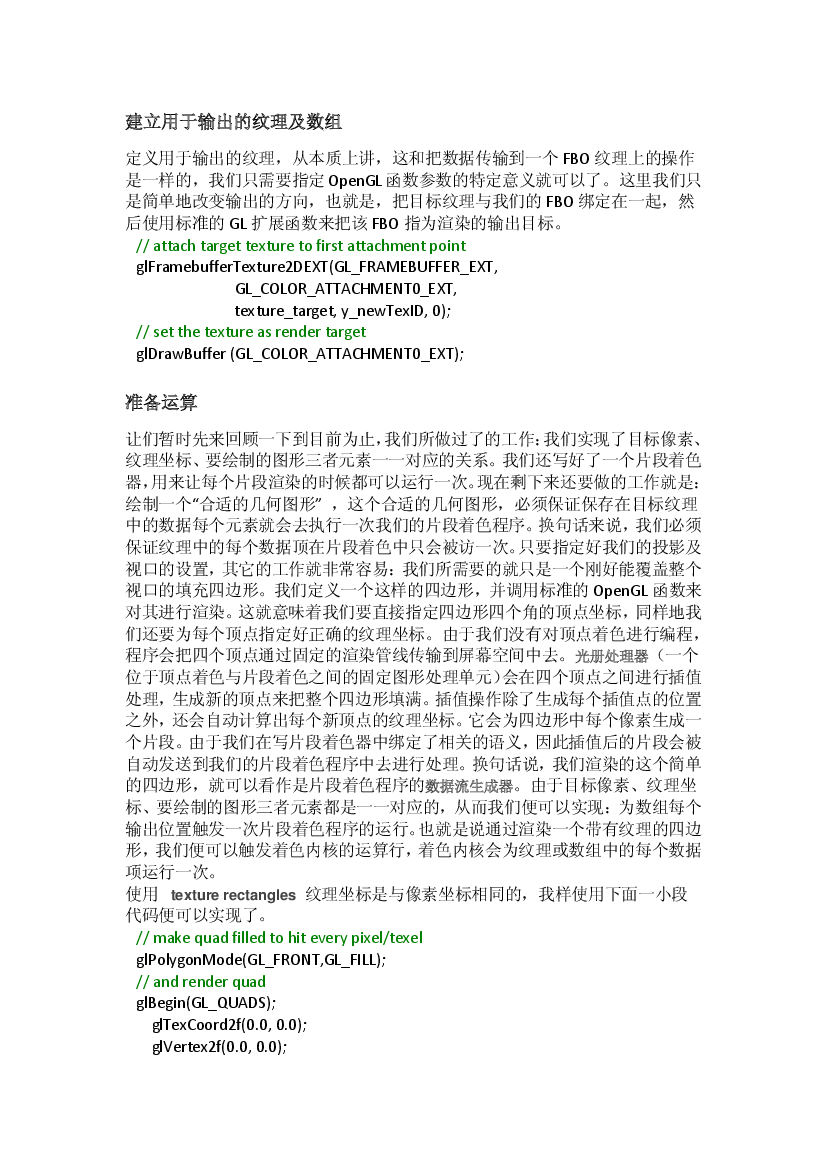 建立用于输出的纹理及数组
定义用于输出的纹理，从本质上讲，这和把数据传输到一个 FBO 纹理上的操作
是一样的，我们只需要指定 OpenGL 函数参数的特定意义就可以了。这里我们只
是简单地改变输出的方向，也就是，把目标纹理与我们的 FBO 绑定在一起，然
后使用标准的 GL 扩展函数来把该 FBO 指为渲染的输出目标。
// attach target texture to first attachment point
glFramebufferTexture2DEXT(GL_FRAMEBUFFER_EXT,
GL_COLOR_ATTACHMENT0_EXT,
texture_target, y_newTexID, 0);
// set the texture as render target
glDrawBuffer (GL_COLOR_ATTACHMENT0_EXT);
准备运算
让们暂时先来回顾一下到目前为止，我们所做过了的工作：我们实现了目标像素、
纹理坐标、要绘制的图形三者元素一一对应的关系。我们还写好了一个片段着色
器，用来让每个片段渲染的时候都可以运行一次。现在剩下来还要做的工作就是：
绘制一个“合适的几何图形” ，这个合适的几何图形，必须保证保存在目标纹理
中的数据每个元素就会去执行一次我们的片段着色程序。换句话来说，我们必须
保证纹理中的每个数据顶在片段着色中只会被访一次。只要指定好我们的投影及
视口的设置，其它的工作就非常容易：我们所需要的就只是一个刚好能覆盖整个
视口的填充四边形。我们定义一个这样的四边形，并调用标准的 OpenGL 函数来
对其进行渲染。这就意味着我们要直接指定四边形四个角的顶点坐标，同样地我
们还要为每个顶点指定好正确的纹理坐标。由于我们没有对顶点着色进行编程，
程序会把四个顶点通过固定的渲染管线传输到屏幕空间中去。光册处理器（一个
位于顶点着色与片段着色之间的固定图形处理单元）会在四个顶点之间进行插值
处理，生成新的顶点来把整个四边形填满。插值操作除了生成每个插值点的位置
之外，还会自动计算出每个新顶点的纹理坐标。它会为四边形中每个像素生成一
个片段。由于我们在写片段着色器中绑定了相关的语义，因此插值后的片段会被
自动发送到我们的片段着色程序中去进行处理。换句话说，我们渲染的这个简单
的四边形，就可以看作是片段着色程序的数据流生成器。由于目标像素、纹理坐
标、要绘制的图形三者元素都是一一对应的，从而我们便可以实现：为数组每个
输出位置触发一次片段着色程序的运行。也就是说通过渲染一个带有纹理的四边
形，我们便可以触发着色内核的运算行，着色内核会为纹理或数组中的每个数据
项运行一次。
使用 texture rectangles 纹理坐标是与像素坐标相同的，我样使用下面一小段
代码便可以实现了。
// make quad filled to hit every pixel/texel
glPolygonMode(GL_FRONT,GL_FILL);
// and render quad
glBegin(GL_QUADS);
glTexCoord2f(0.0, 0.0);
glVertex2f(0.0, 0.0);